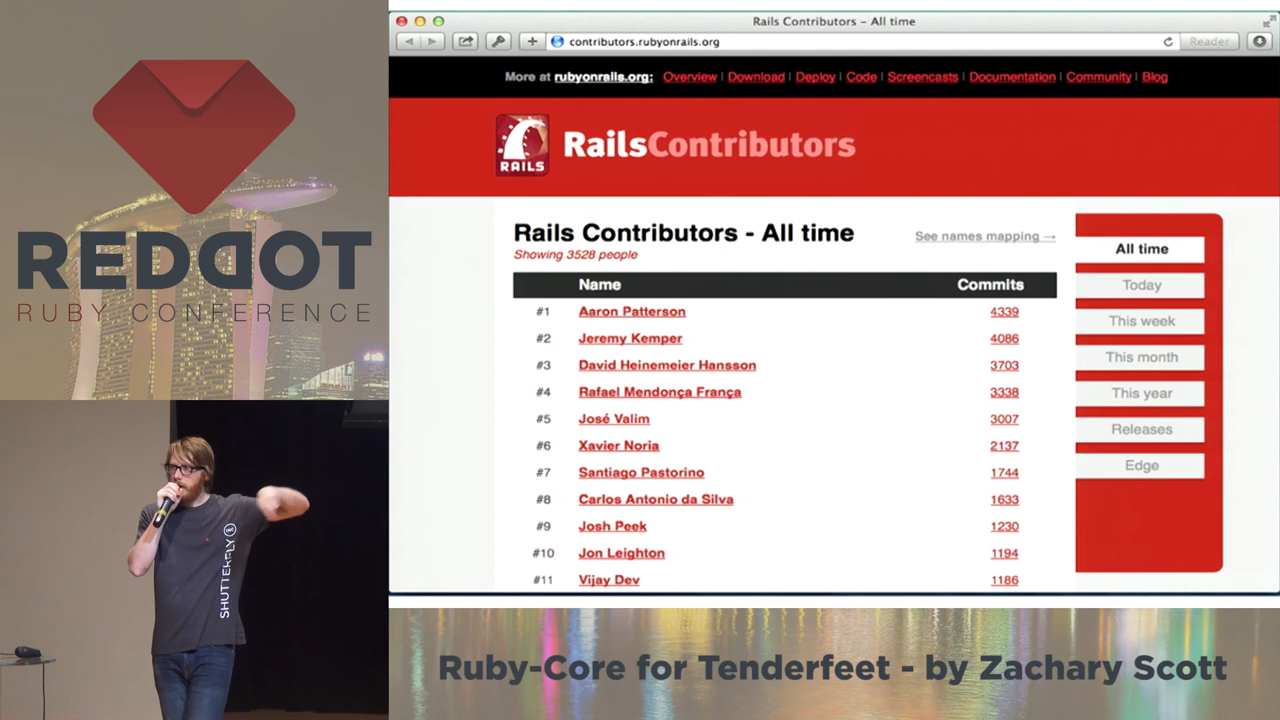 REDDOT
RUBY CONFERENCE
SHUTTERFLY INC
Rails Contributors - All time
contributors.rubyonrails.org
Reader
More at rubyonrails.org: Overview | Download | Deploy | Code | Screencasts | Documentation | Community | Blog
RAILS
RailsContributors
Rails Contributors - All time
See names mapping →
Showing 3528 people
Name Commits
#1 Aaron Patterson 4339
#2 Jeremy Kemper 4086
#3 David Heinemeier Hansson 3703
#4 Rafael Mendonça França 3338
#5 José Valim 3007
#6 Xavier Noria 2137
#7 Santiago Pastorino 1744
#8 Carlos Antonio da Silva 1633
#9 Josh Peek 1230
#10 Jon Leighton 1194
#11 Vijay Dev 1186
All time
Today
This week
This month
This year
Releases
Edge
Ruby-Core for Tenderfeet - by Zachary Scott